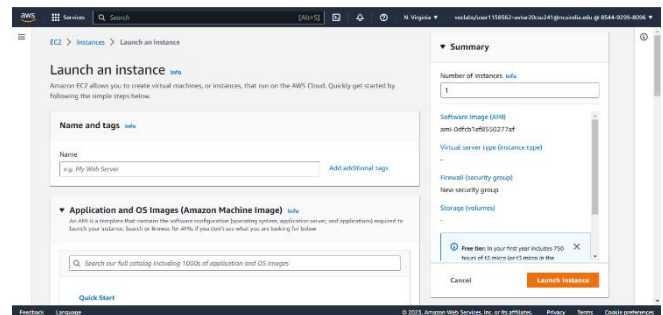 aws
Services
Search
[Alt+S]
N. Virginia
EC2 > Instances > Launch an instance
Launch an instance Info
Amazon EC2 allows you to create virtual machines, or instances, that run on the AWS Cloud. Quickly get started by
following the simple steps below.
Name and tags Info
Name
e.g. My Web Server
Add additional tags
Application and OS Images (Amazon Machine Image) Info
An AMI is a template that contains the software configuration (operating system, application server, and applications) required to
launch your instance. Search or Browse for AMIs if you don't see what you are looking for below
Search our full catalog including 1000s of application and OS images
Quick Start
Summary
Number of instances Info
1
Software Image (AMI)
ami-0dfcb1ef8550277af
Virtual server type (instance type)
-
Firewall (security group)
New security group
Storage (volumes)
-
Free tier: In your first year includes 750
hours of t2.micro (or t3.micro in the
Cancel
Launch instance
Feedback
Language
© 2023, Amazon Web Services, Inc. or its affiliates.
Privacy
Terms
Cookie preferences